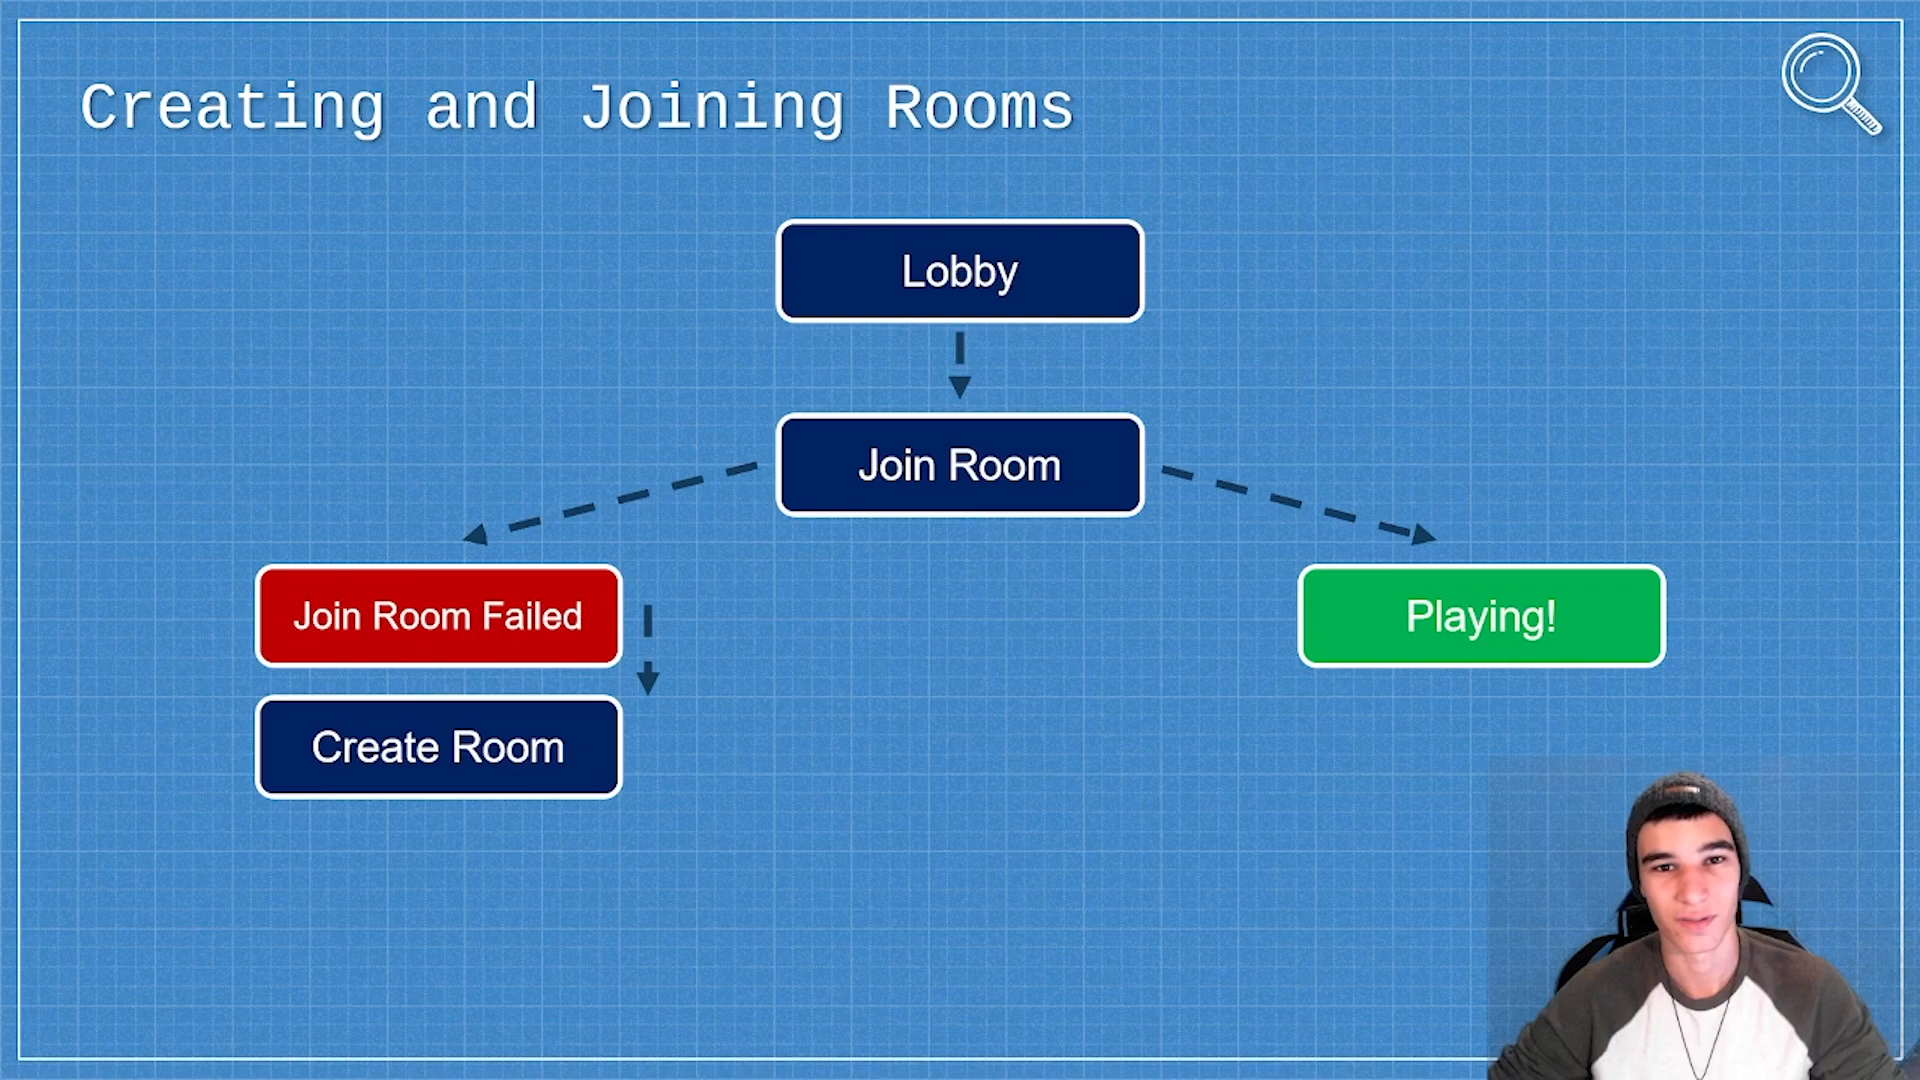 Creating and Joining Rooms
Lobby
Join Room
Join Room Failed
Playing!
Create Room